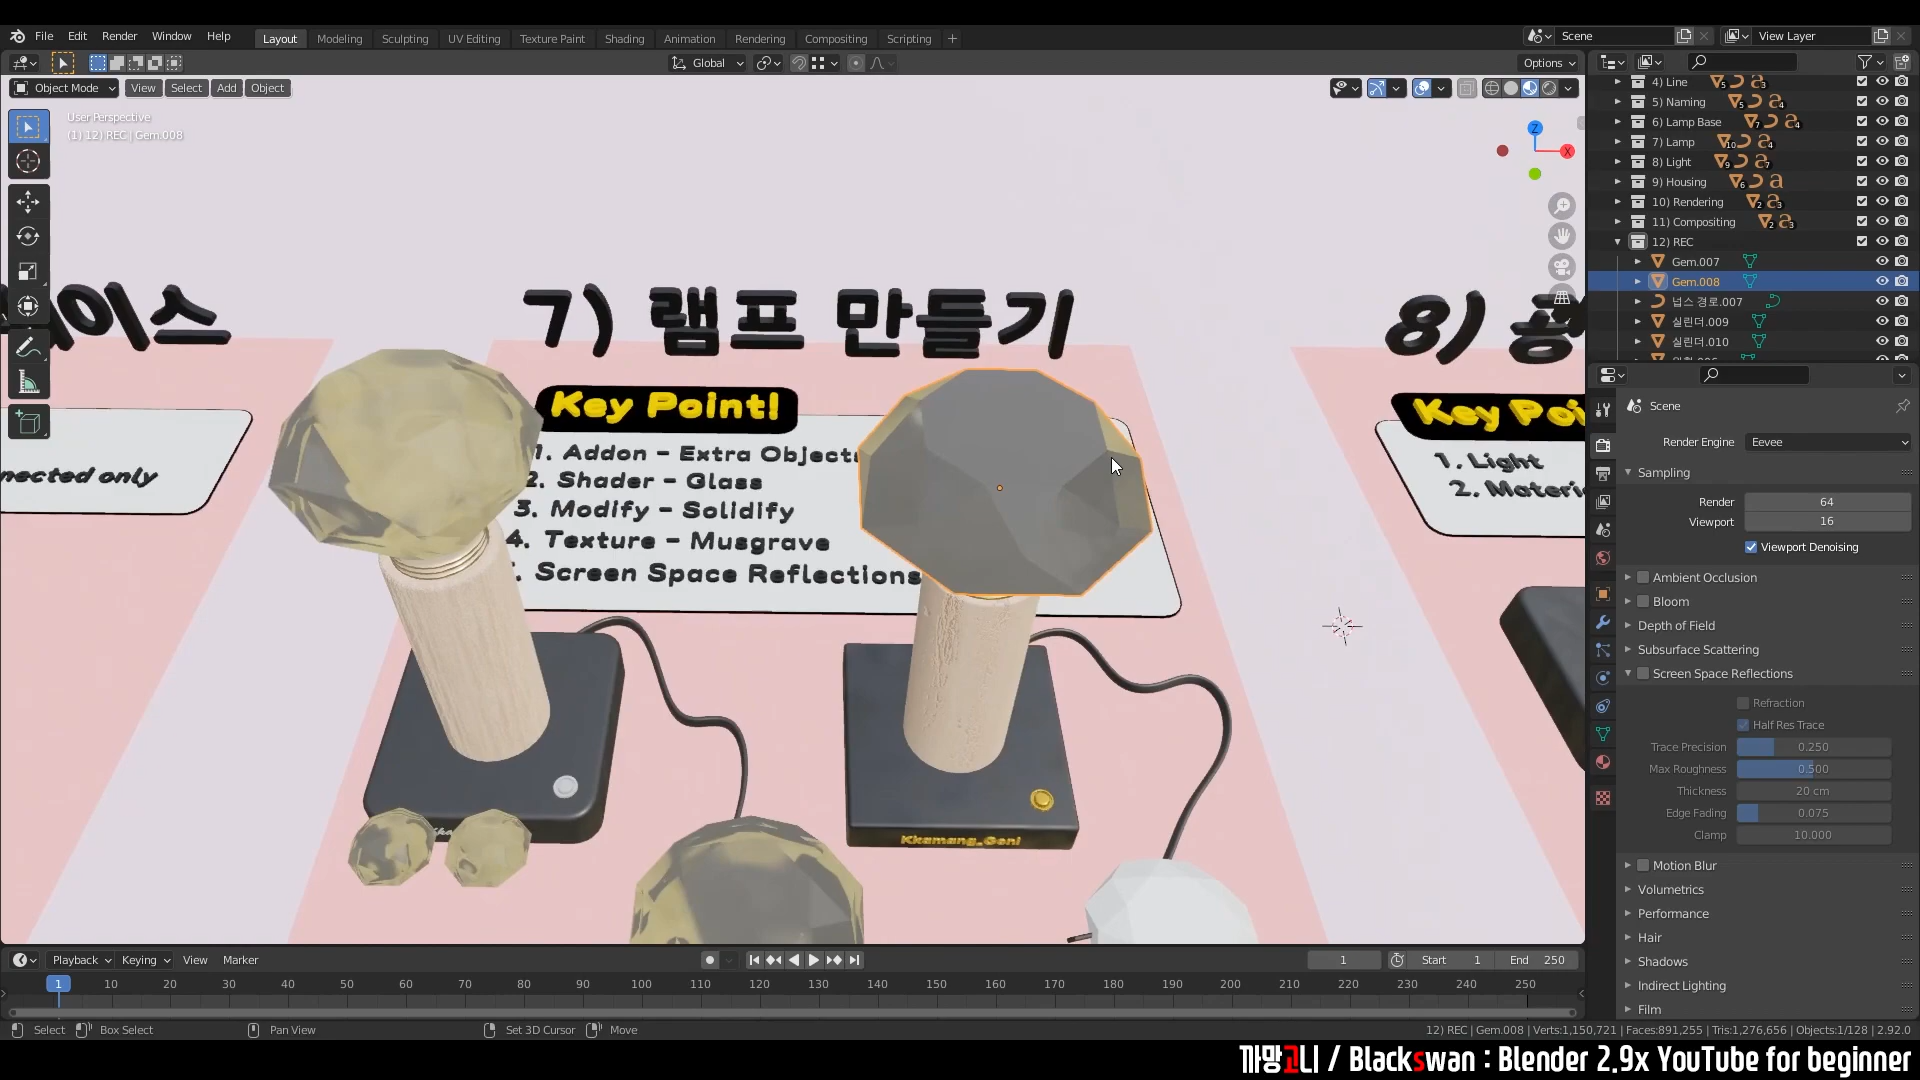 File Edit Render Window Help Layout Modeling Sculpting UV Editing Texture Paint Shading Animation Rendering Compositing Scripting + Scene View Layer
Global Options
Object Mode View Select Add Object
User Perspective
(1) 12) REC | Gem.008
Z
X
7) 램프 만들기
8)
Key Point!
1. Addon - Extra Object
2. Shader - Glass
3. Modify - Solidify
4. Texture - Musgrave
Screen Space Reflections
nnected only
Key Poi
1. Light
2. Materi
Kkamang_Goni
4) Line
5) Naming
6) Lamp Base
7) Lamp
8) Light
9) Housing
10) Rendering
11) Compositing
12) REC
Gem.007
Gem.008
넙스 경로.007
실린더.009
실린더.010
Scene
Render Engine Eevee
Sampling
Render 64
Viewport 16
Viewport Denoising
Ambient Occlusion
Bloom
Depth of Field
Subsurface Scattering
Screen Space Reflections
Refraction
Half Res Trace
Trace Precision 0.250
Max Roughness 0.500
Thickness 20 cm
Edge Fading 0.075
Clamp 10.000
Motion Blur
Volumetrics
Performance
Hair
Shadows
Indirect Lighting
Film
Playback Keying View Marker 1 Start 1 End 250
1 10 20 30 40 50 60 70 80 90 100 110 120 130 140 150 160 170 180 190 200 210 220 230 240 250
Select Box Select Pan View Set 3D Cursor Move 12) REC | Gem.008 | Verts:1,150,721 | Faces:891,255 | Tris:1,276,656 | Objects:1/128 | 2.92.0
까망고니 / Blackswan : Blender 2.9x YouTube for beginner